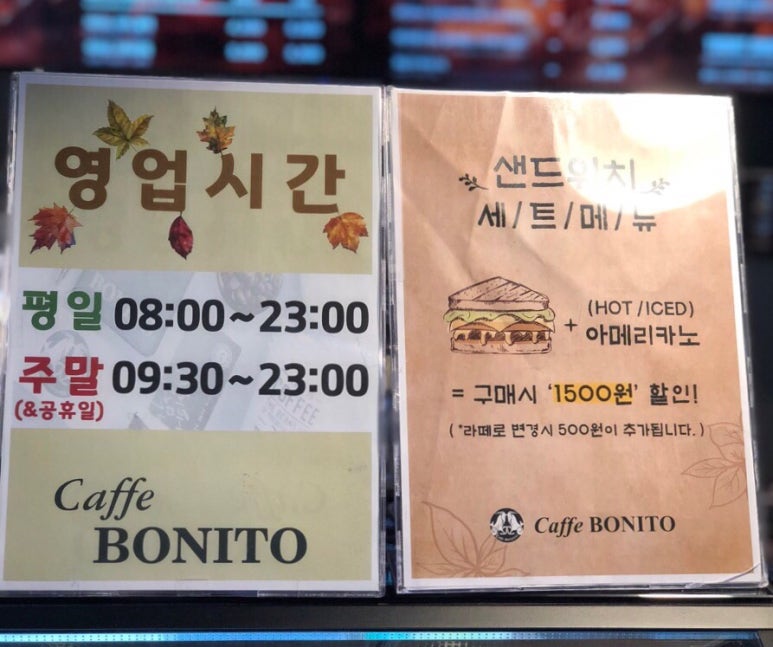 영업시간
평일 08:00~23:00
주말 09:30~23:00
(&공휴일)
Caffe
BONITO
샌드위치
세/트/메/뉴
+ (HOT/ICED)
아메리카노
= 구매시 '1500원' 할인!
(*라떼로 변경시 500원이 추가됩니다.)
Caffe BONITO